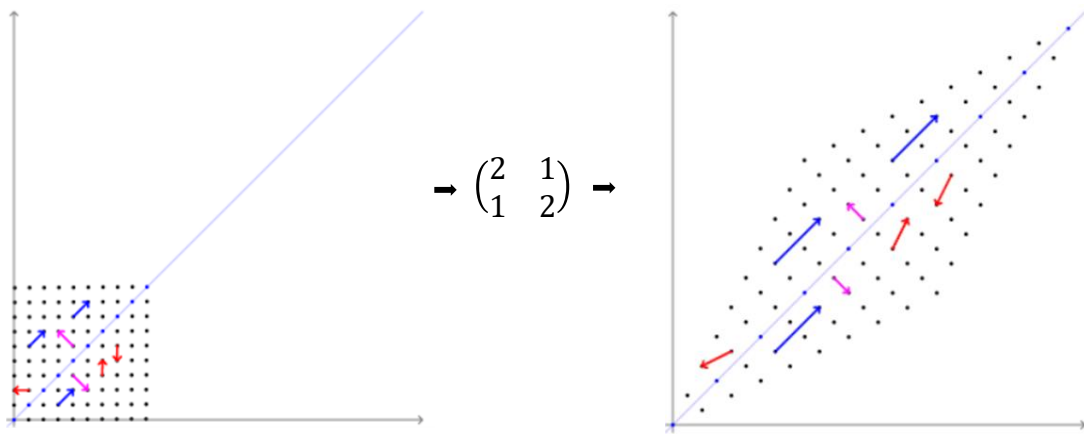 ➡ (2 1
1 2) ➡